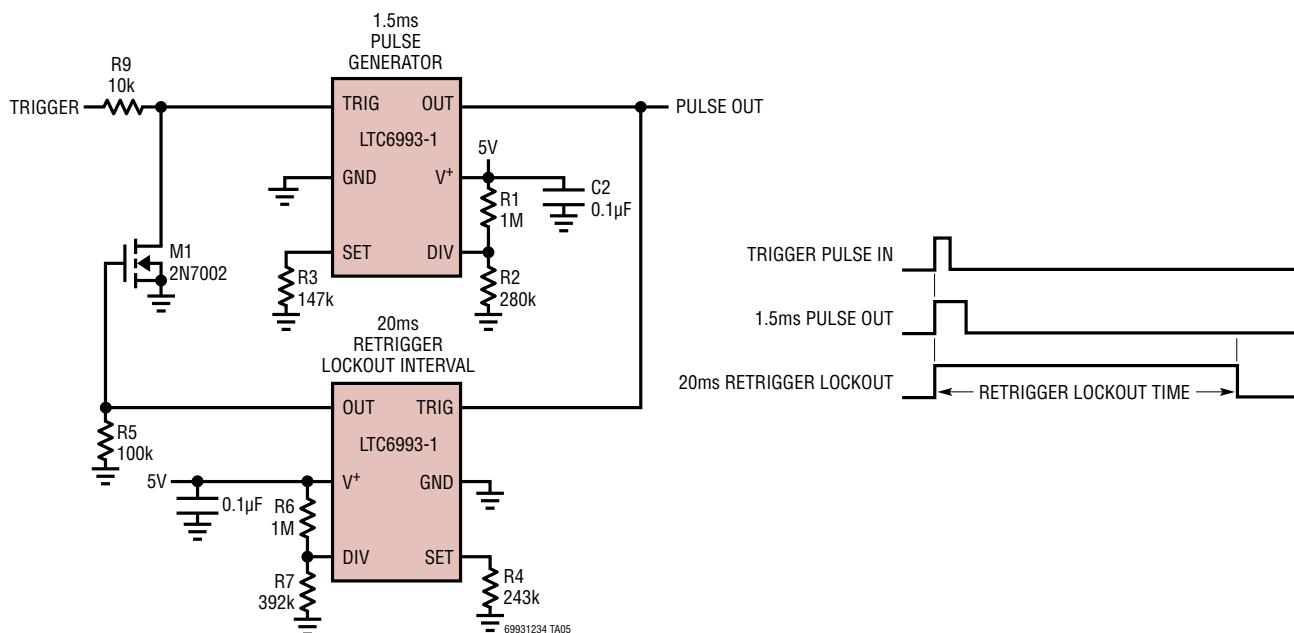 1.5ms
PULSE
GENERATOR
R9
10k
TRIGGER
TRIG
OUT
PULSE OUT
LTC6993-1
5V
GND
V+
R1
1M
C2
0.1µF
M1
2N7002
SET
DIV
R3
147k
R2
280k
20ms
RETRIGGER
LOCKOUT INTERVAL
OUT
TRIG
R5
100k
LTC6993-1
5V
V+
GND
0.1µF
R6
1M
DIV
SET
R7
392k
R4
243k
69931234 TA05
TRIGGER PULSE IN
1.5ms PULSE OUT
20ms RETRIGGER LOCKOUT
RETRIGGER LOCKOUT TIME